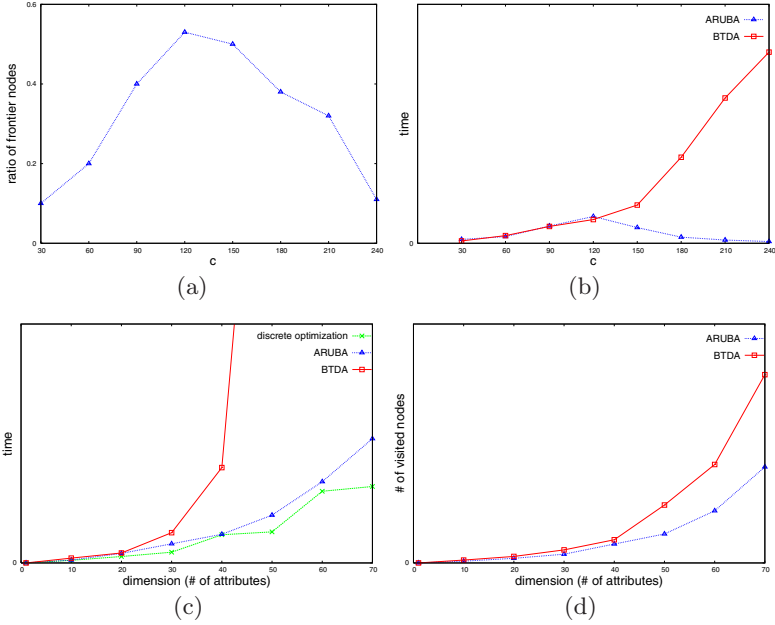 0.6
0.4
0.2
0
ratio of frontier nodes
30 60 90 120 150 180 210 240
c
(a)
ARUBA
BTDA
time
0
30 60 90 120 150 180 210 240
c
(b)
discrete optimization
ARUBA
BTDA
time
0
0 10 20 30 40 50 60 70
dimension (# of attributes)
(c)
ARUBA
BTDA
# of visited nodes
0
0 10 20 30 40 50 60 70
dimension (# of attributes)
(d)